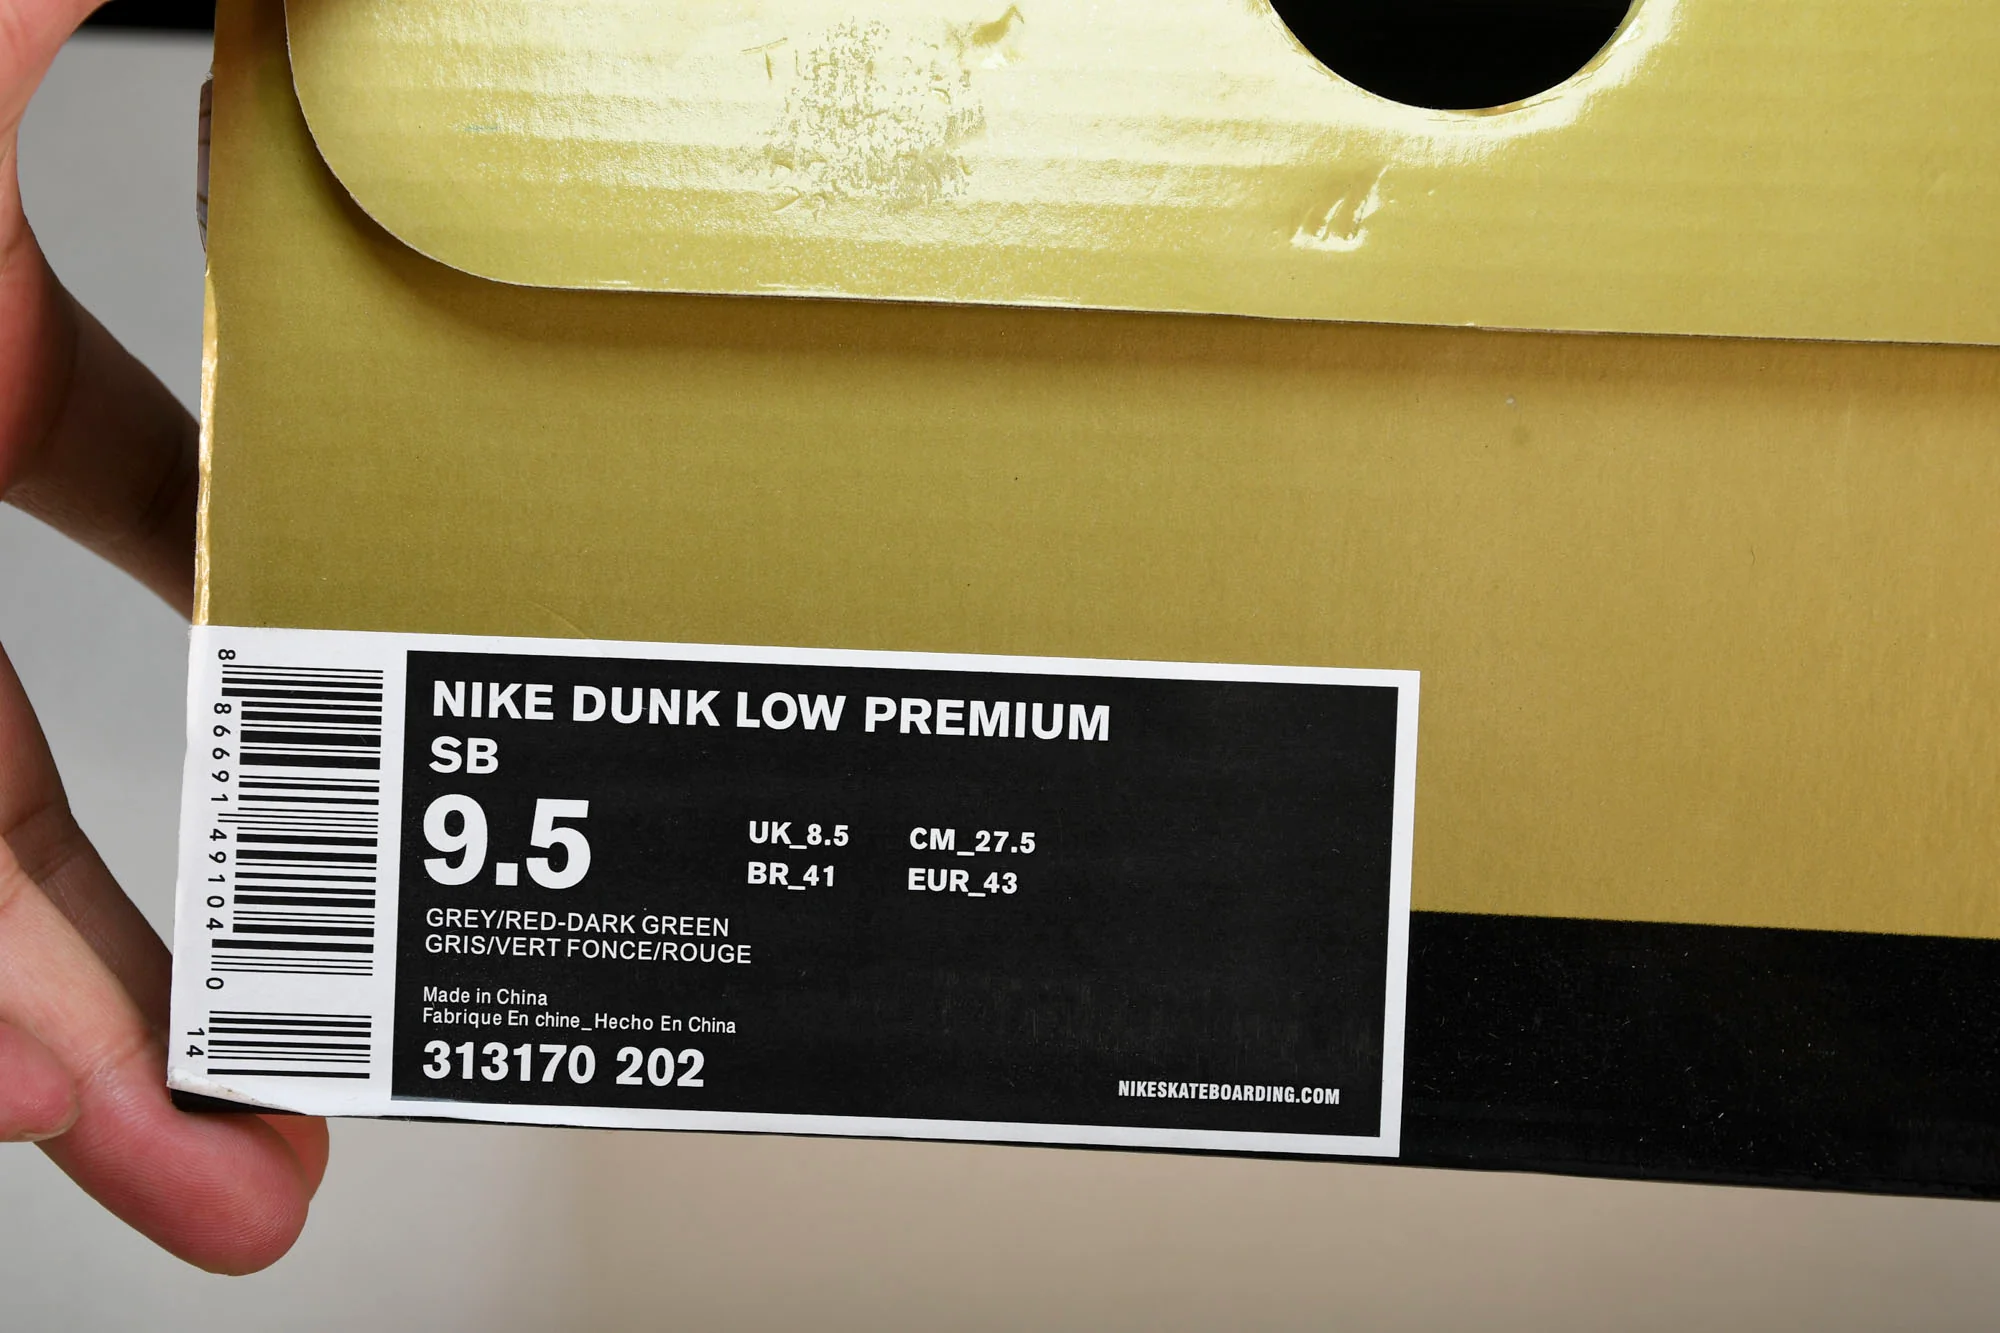 8 86691 49104 0
14
NIKE DUNK LOW PREMIUM
SB
9.5
UK_8.5 CM_27.5
BR_41 EUR_43
GREY/RED-DARK GREEN
GRIS/VERT FONCE/ROUGE
Made in China
Fabrique En chine_Hecho En China
313170 202
NIKESKATEBOARDING.COM